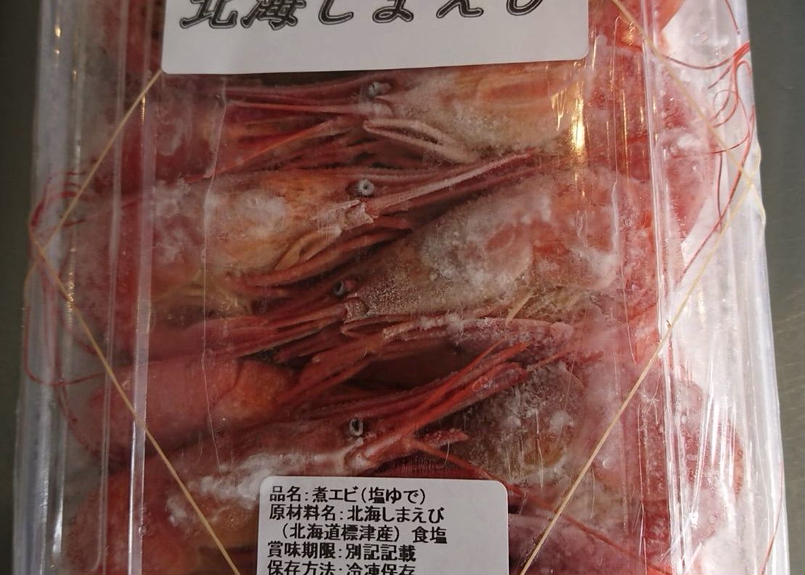 北海しまえび
品名:煮エビ(塩ゆで)
原材料名:北海しまえび
(北海道標津産) 食塩
賞味期限:別記記載
保存方法:冷凍保存